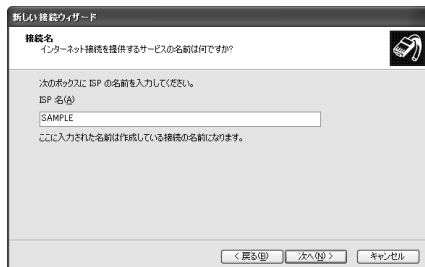 新しい接続ウィザード
接続名
インターネット接続を提供するサービスの名前は何ですか?
次のボックスに ISP の名前を入力してください。
ISP 名(A)
SAMPLE
ここに入力された名前は作成している接続の名前になります。
< 戻る(B)
次へ(N) >
キャンセル